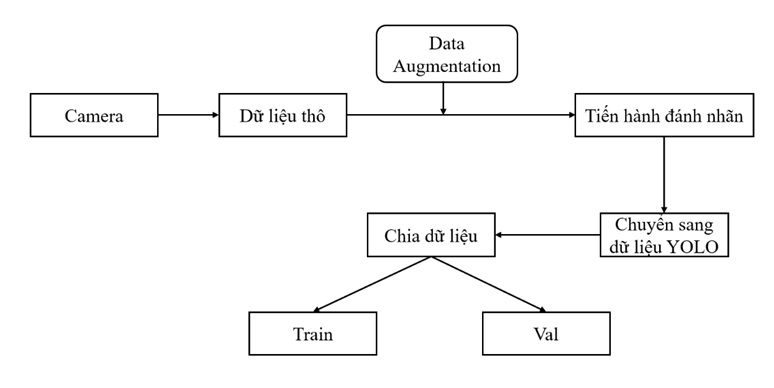 Data
Augmentation
Camera
Dữ liệu thô
Tiến hành đánh nhãn
Chia dữ liệu
Chuyển sang
dữ liệu YOLO
Train
Val